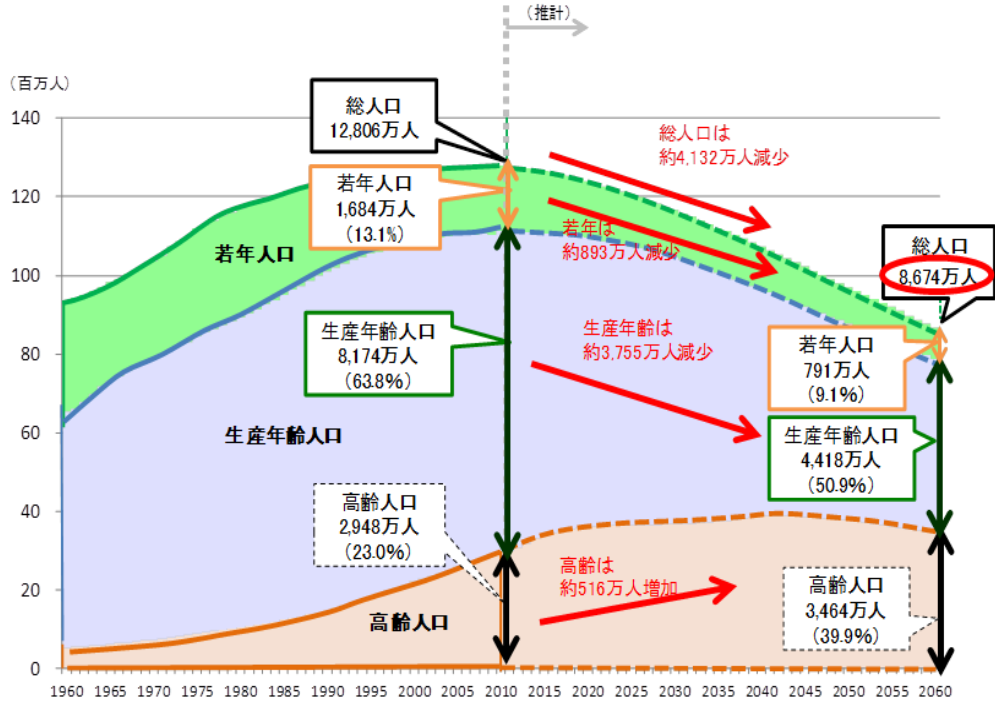 （推計）
（百万人）
140
120
100
80
60
40
20
0
総人口
12,806万人
若年人口
1,684万人
（13.1%）
生産年齢人口
8,174万人
（63.8%）
高齢人口
2,948万人
（23.0%）
若年人口
生産年齢人口
高齢人口
総人口は
約4,132万人減少
若年は
約893万人減少
生産年齢は
約3,755万人減少
高齢は
約516万人増加
総人口
8,674万人
若年人口
791万人
（9.1%）
生産年齢人口
4,418万人
（50.9%）
高齢人口
3,464万人
（39.9%）
1960 1965 1970 1975 1980 1985 1990 1995 2000 2005 2010 2015 2020 2025 2030 2035 2040 2045 2050 2055 2060